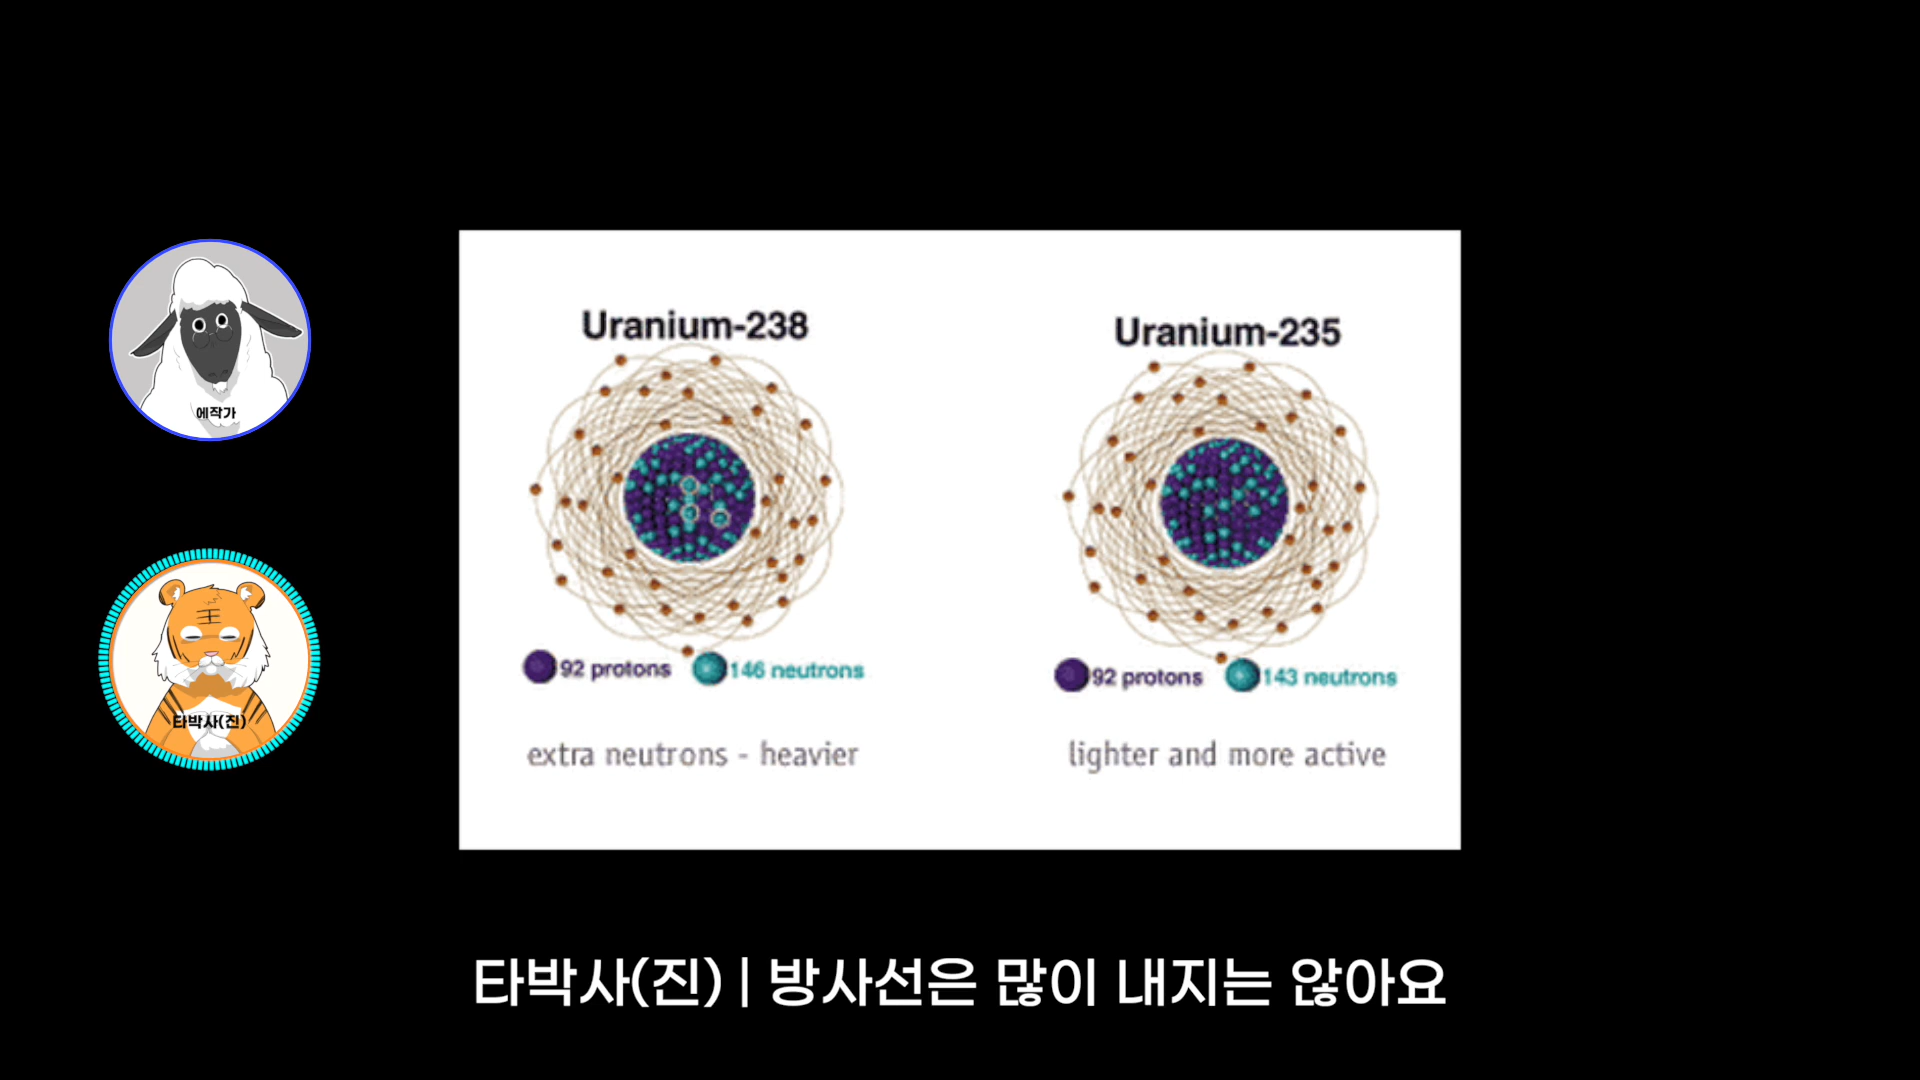 에작가
타박사(진)
Uranium-238
92 protons
146 neutrons
extra neutrons - heavier
Uranium-235
92 protons
143 neutrons
lighter and more active
타박사(진) | 방사선은 많이 내지는 않아요